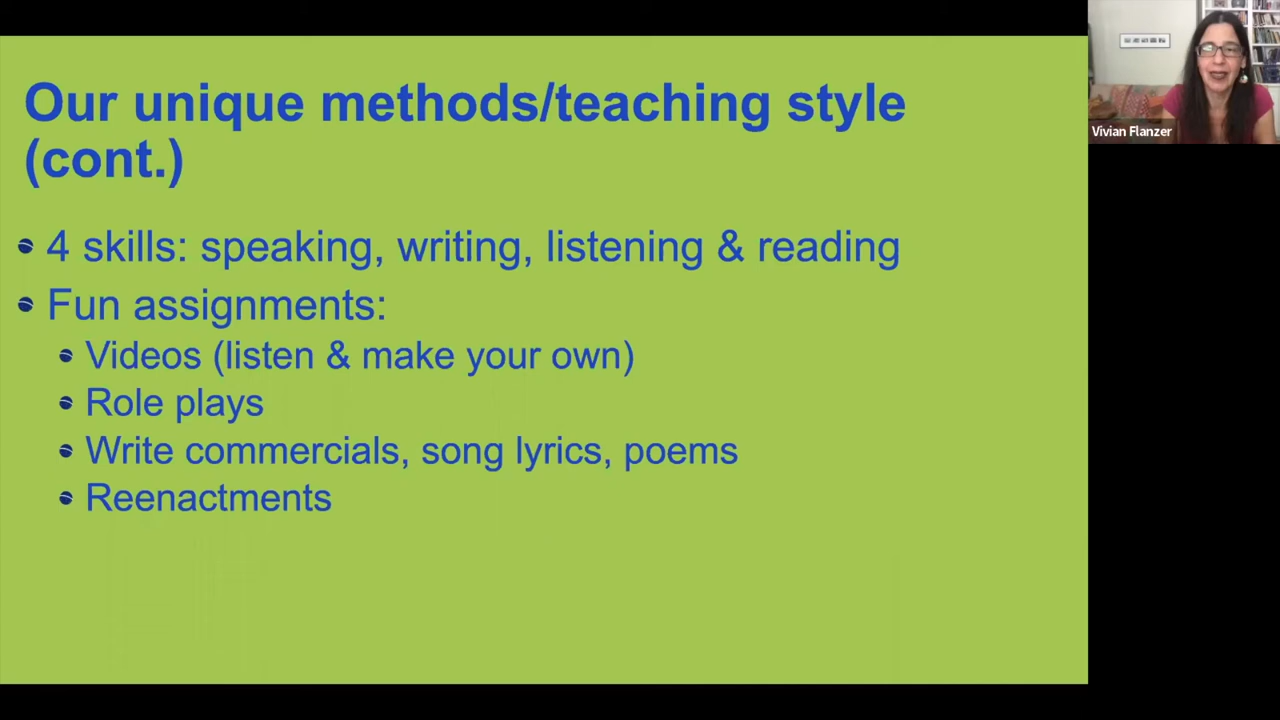 Our unique methods/teaching style
(cont.)
4 skills: speaking, writing, listening & reading
Fun assignments:
Videos (listen & make your own)
Role plays
Write commercials, song lyrics, poems
Reenactments
Vivian Flanzer